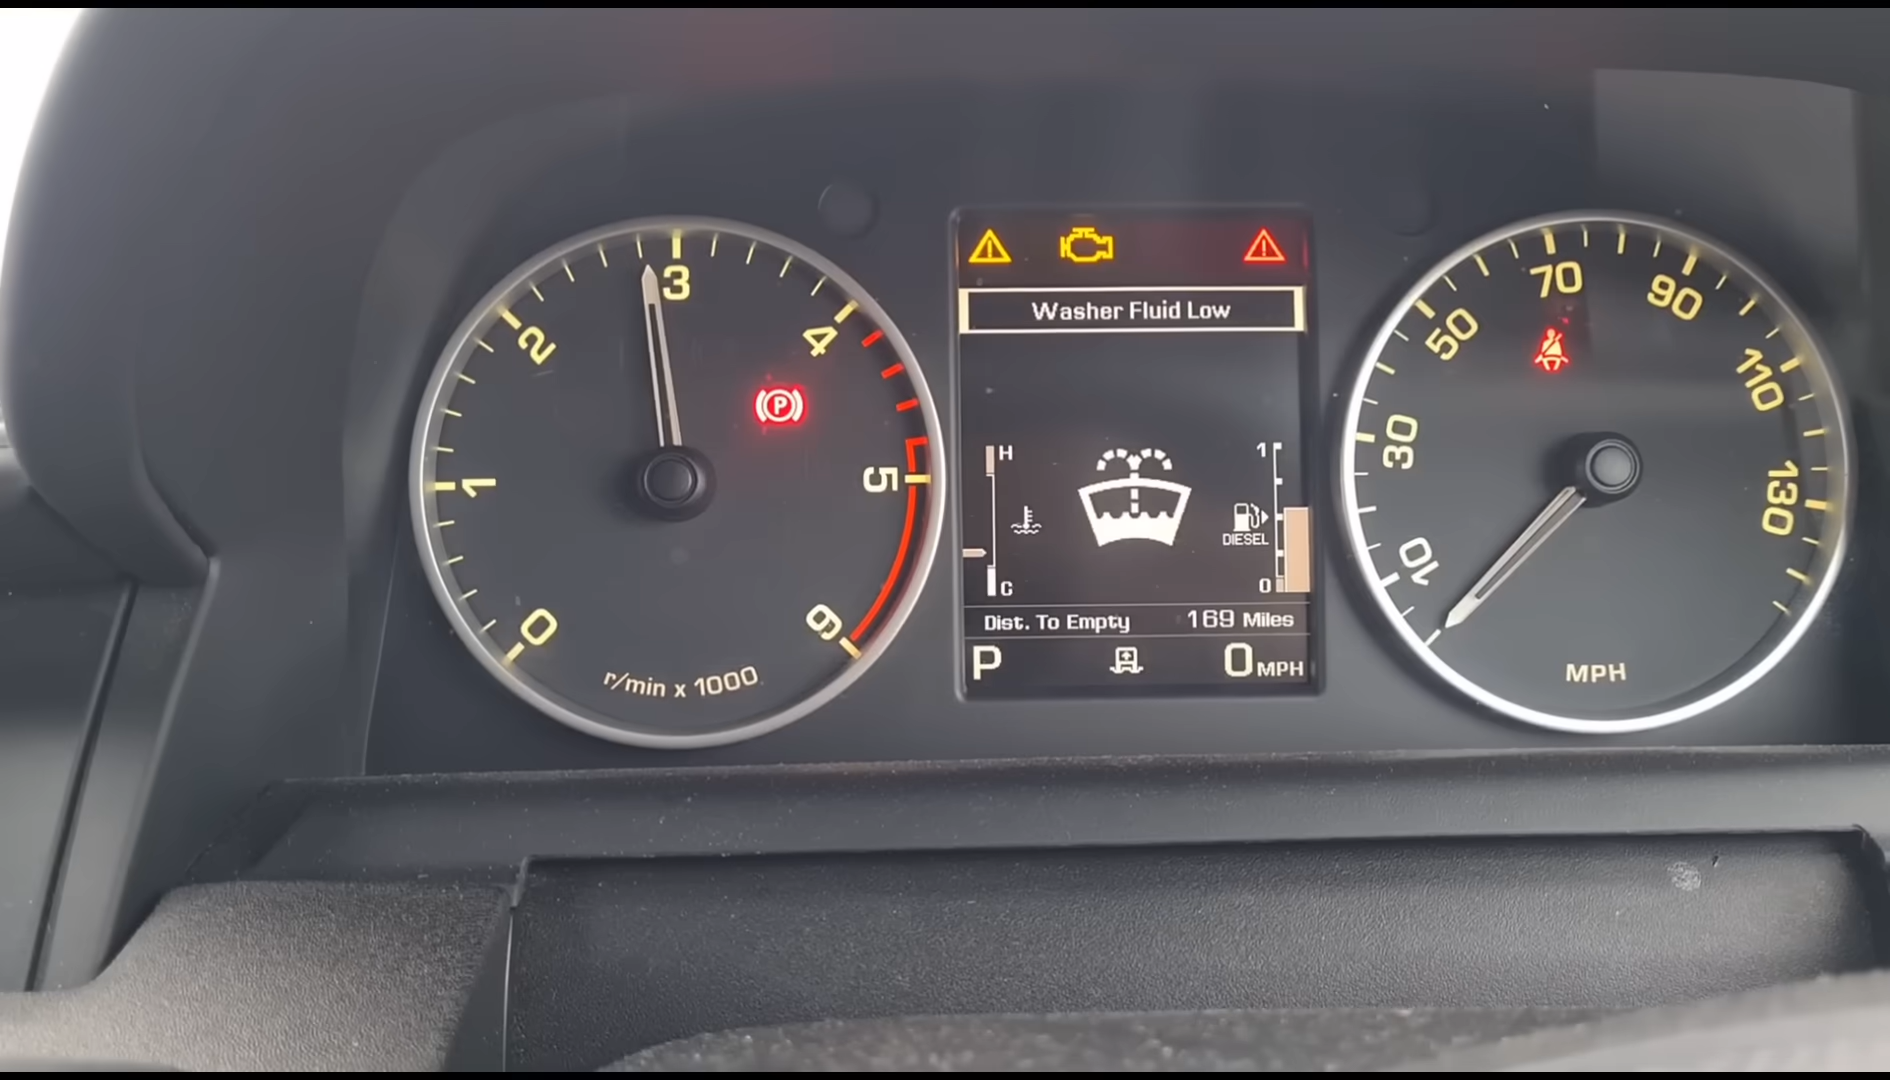 0
1
2
3
4
5
6
r/min x 1000
P
Washer Fluid Low
H
C
1
0
DIESEL
Dist. To Empty 169 Miles
P 0 MPH
10
30
50
70
90
110
130
MPH